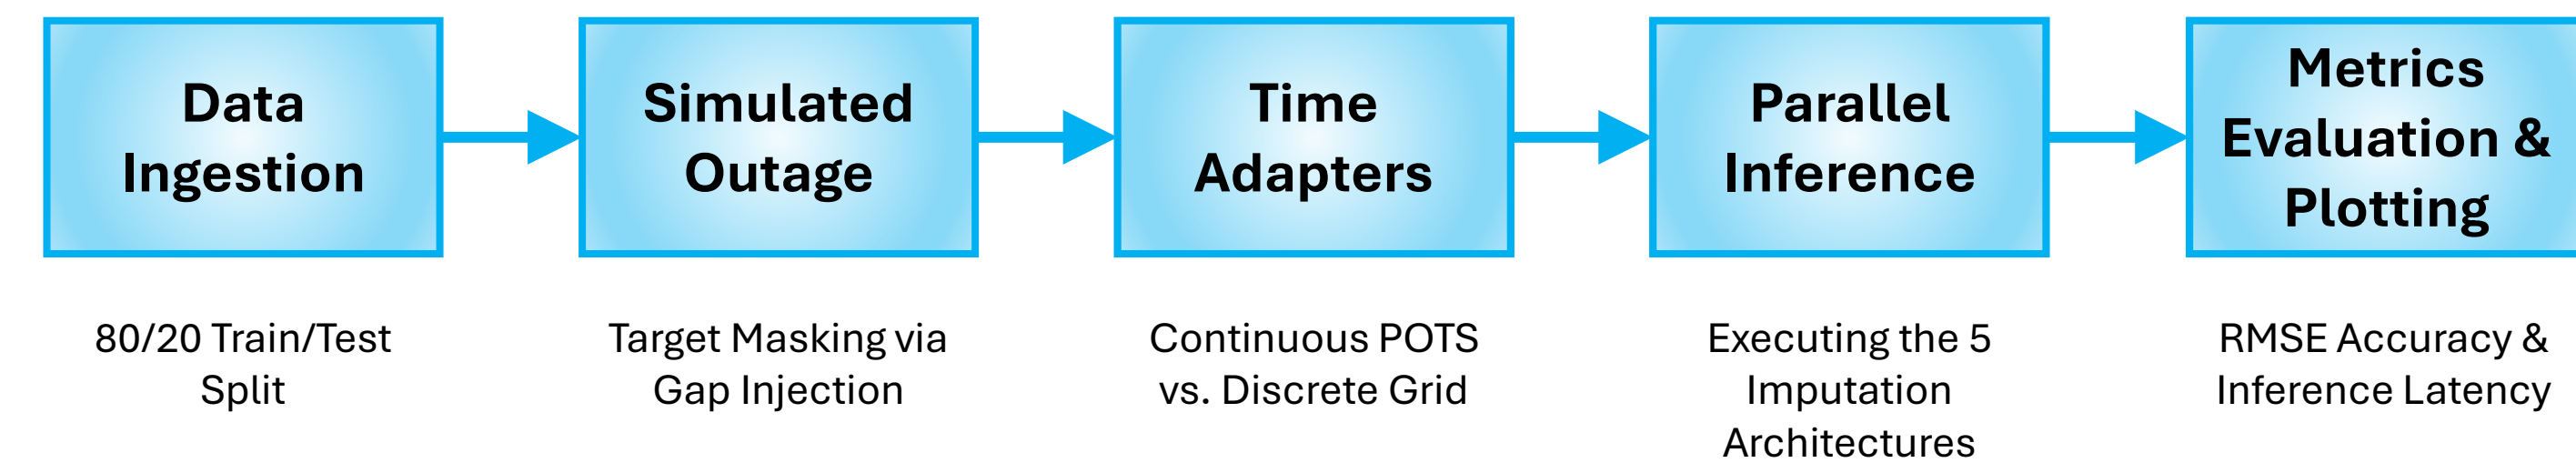 Data
Ingestion
Simulated
Outage
Time
Adapters
Parallel
Inference
Metrics
Evaluation &
Plotting
80/20 Train/Test
Split
Target Masking via
Gap Injection
Continuous POTS
vs. Discrete Grid
Executing the 5
Imputation
Architectures
RMSE Accuracy &
Inference Latency